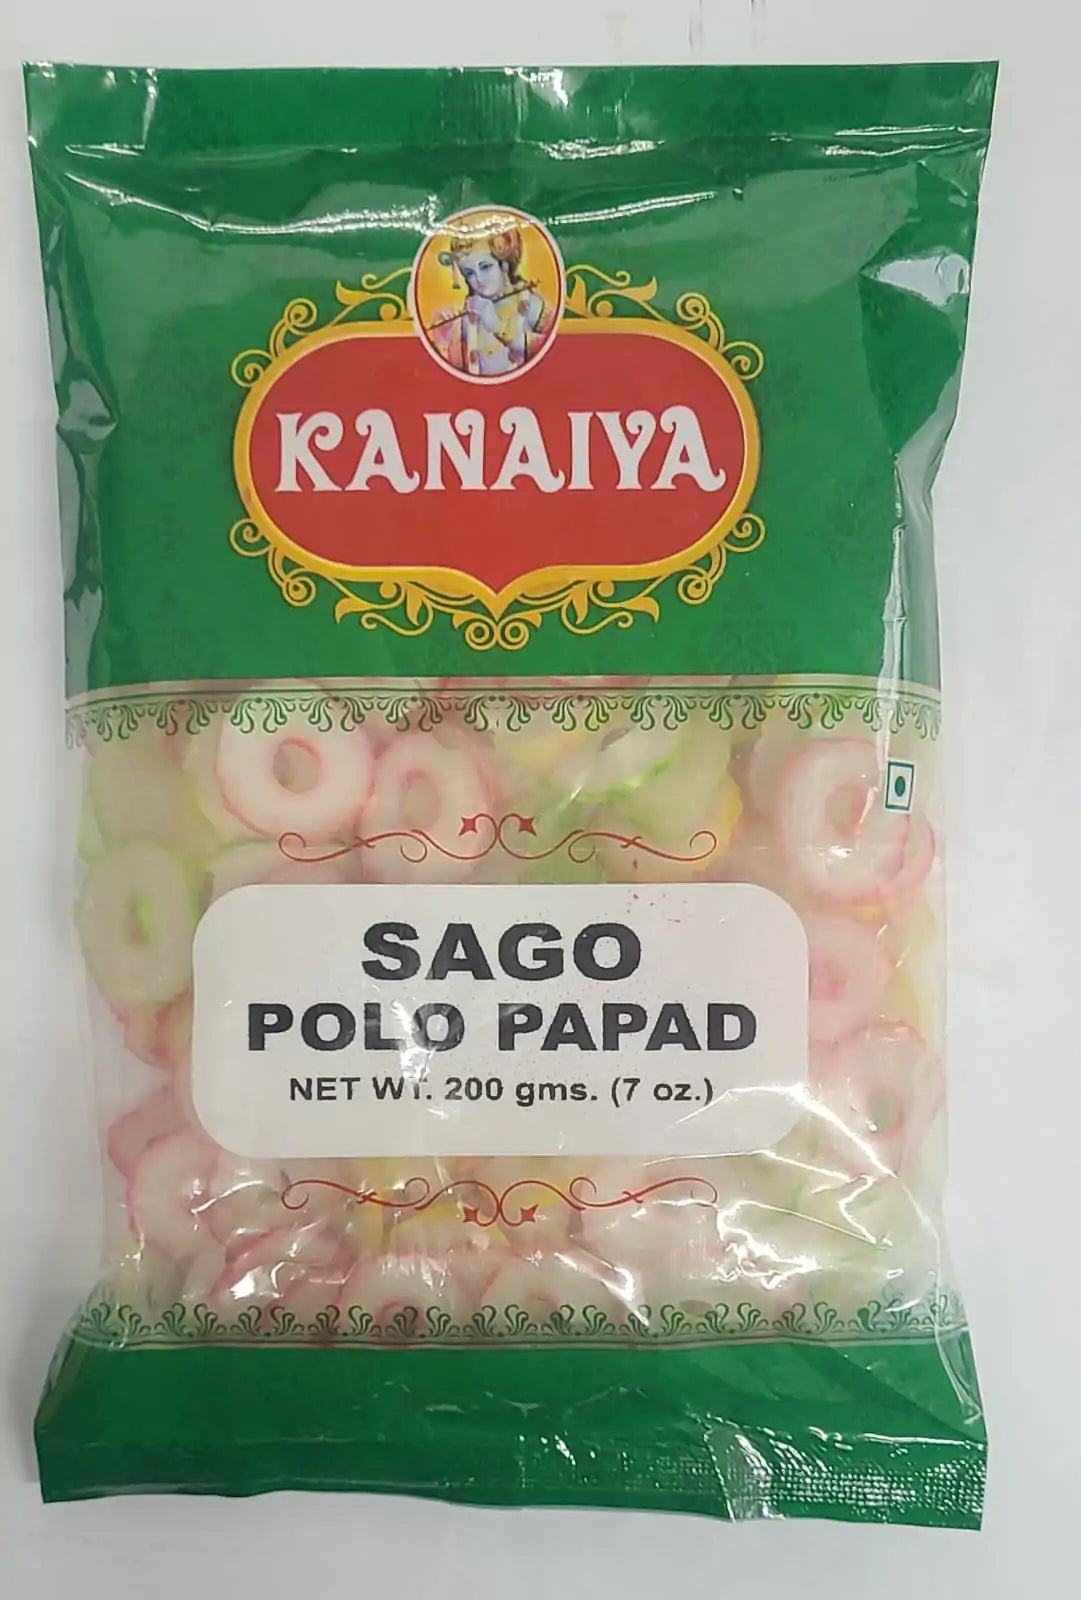 KANAIYA
SAGO
POLO PAPAD
NET WT. 200 gms. (7 oz.)